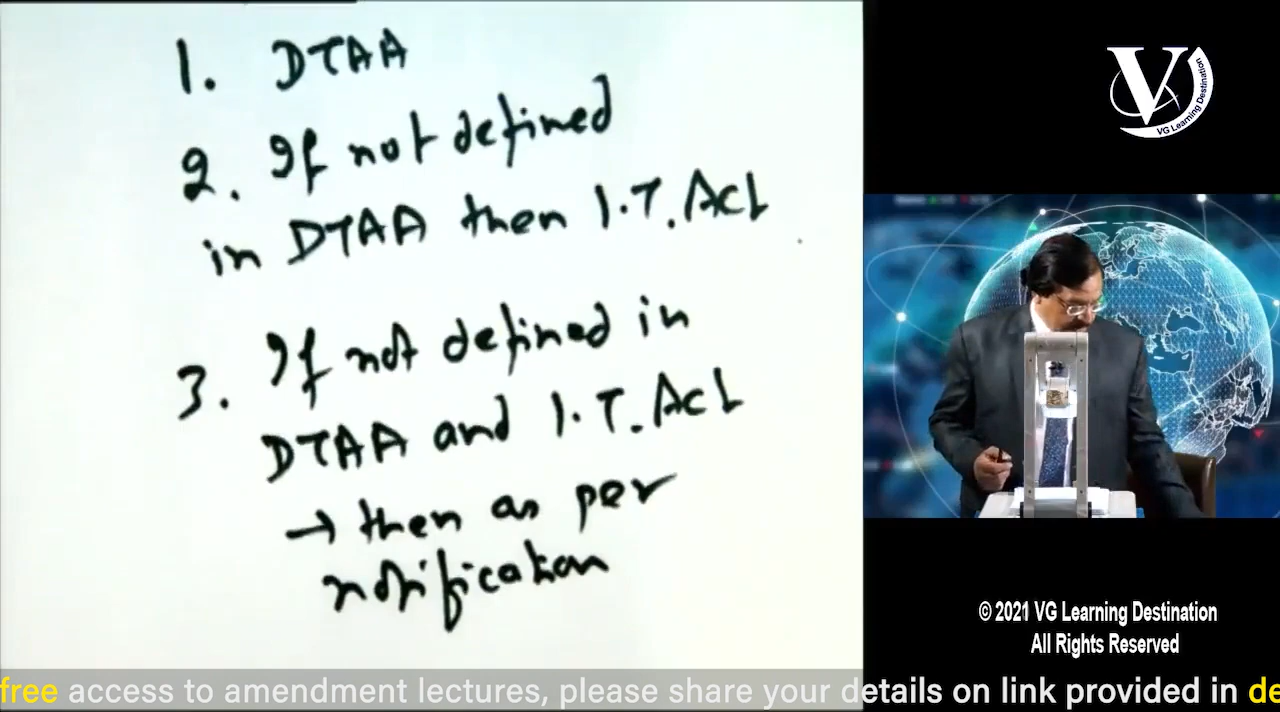 1. DTAA
2. If not defined
in DTAA then I.T. Act
3. If not defined in
DTAA and I.T. Act
→ then as per
notification
V
VG Learning Destination
© 2021 VG Learning Destination
All Rights Reserved
free access to amendment lectures, please share your details on link provided in de